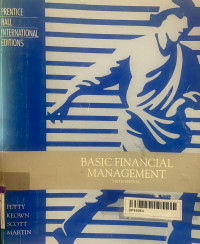 PRENTICE
HALL
INTERNATIONAL
EDITIONS
BASIC FINANCIAL
MANAGEMENT
PETTY
KEOWN
SCOTT
MARTIN